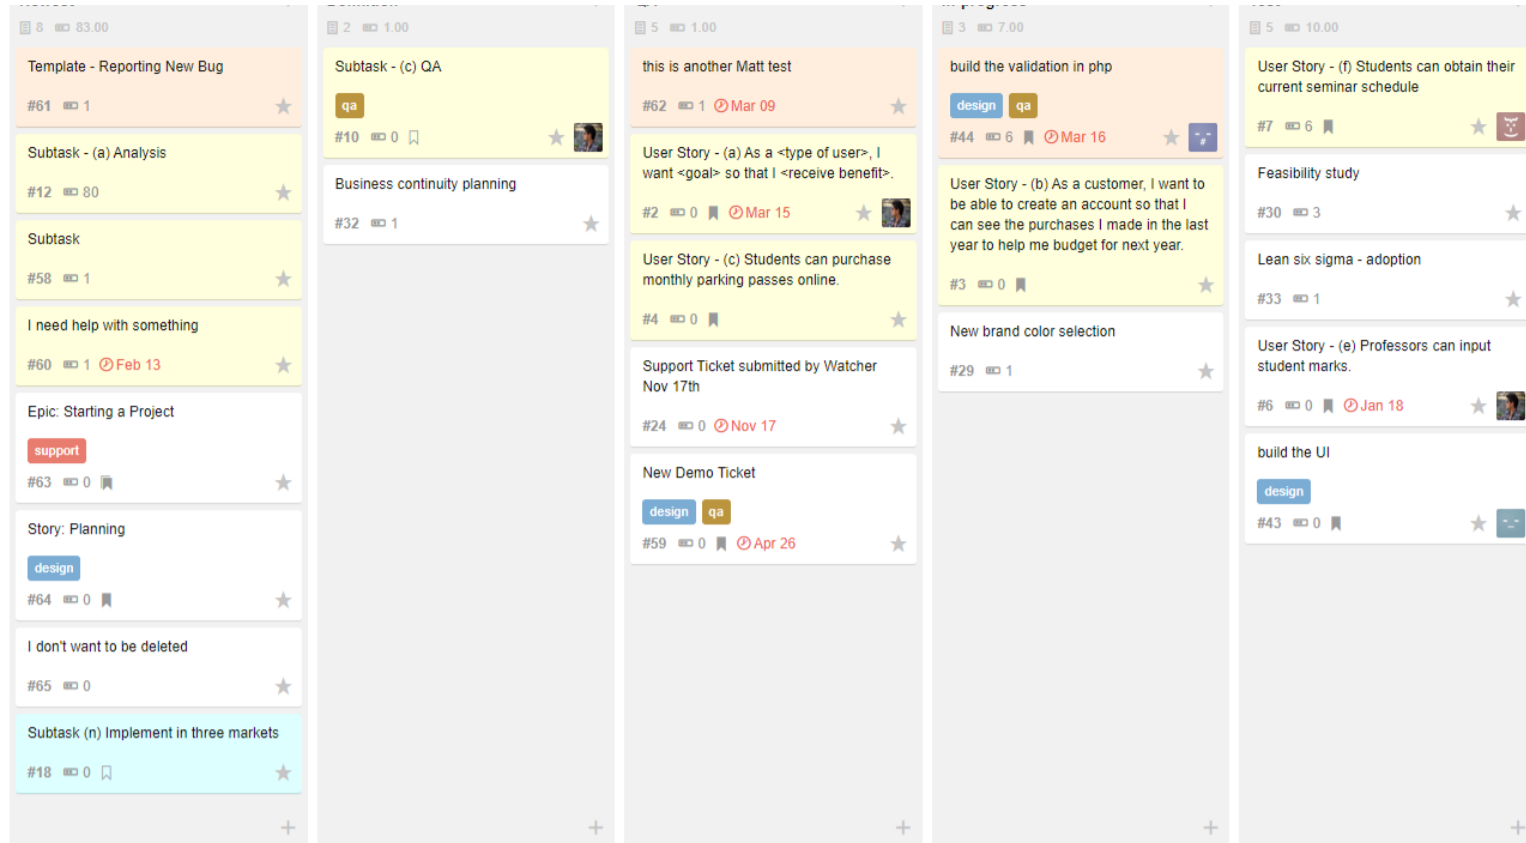 8 83.00
Template - Reporting New Bug
#61 1
Subtask - (a) Analysis
#12 80
Subtask
#58 1
I need help with something
#60 1 Feb 13
Epic: Starting a Project
support
#63 0
Story: Planning
design
#64 0
I don't want to be deleted
#65 0
Subtask (n) Implement in three markets
#18 0
+
2 1.00
Subtask - (c) QA
qa
#10 0
Business continuity planning
#32 1
+
5 1.00
this is another Matt test
#62 1 Mar 09
User Story - (a) As a <type of user>, I
want <goal> so that I <receive benefit>.
#2 0 Mar 15
User Story - (c) Students can purchase
monthly parking passes online.
#4 0
Support Ticket submitted by Watcher
Nov 17th
#24 0 Nov 17
New Demo Ticket
design qa
#59 0 Apr 26
+
In progress
3 7.00
build the validation in php
design qa
#44 6 Mar 16
User Story - (b) As a customer, I want to
be able to create an account so that I
can see the purchases I made in the last
year to help me budget for next year.
#3 0
New brand color selection
#29 1
+
5 10.00
User Story - (f) Students can obtain their
current seminar schedule
#7 6
Feasibility study
#30 3
Lean six sigma - adoption
#33 1
User Story - (e) Professors can input
student marks.
#6 0 Jan 18
build the UI
design
#43 0
+